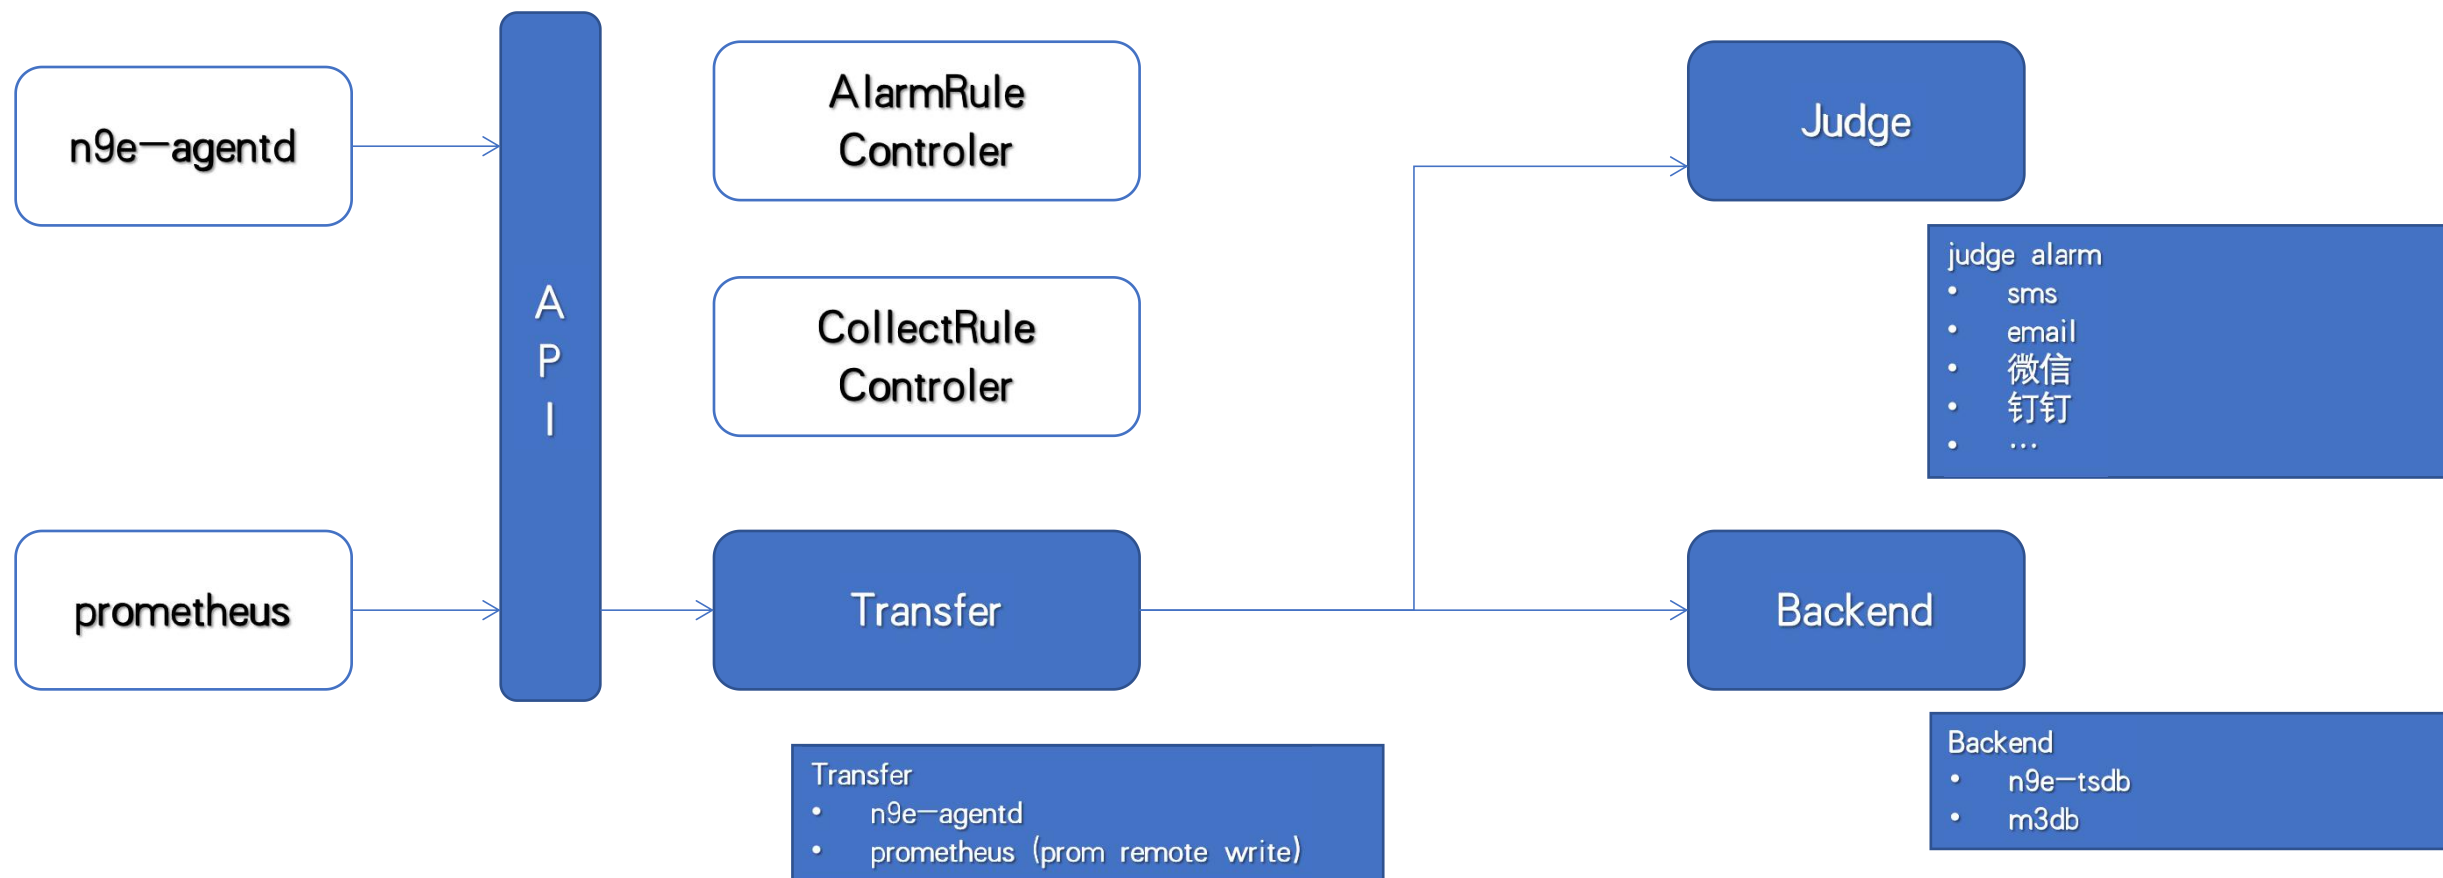 n9e-agentd
prometheus
A
P
I
AlarmRule
Controler
CollectRule
Controler
Transfer
Transfer
• n9e-agentd
• prometheus (prom remote write)
Judge
judge alarm
• sms
• email
• 微信
• 钉钉
• …
Backend
Backend
• n9e-tsdb
• m3db